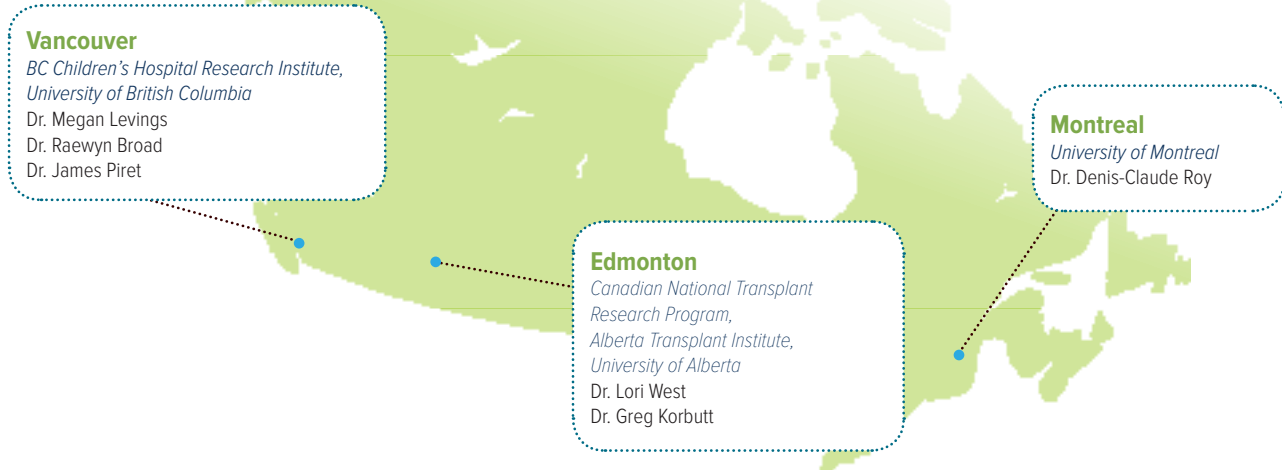 Vancouver
BC Children’s Hospital Research Institute,
University of British Columbia
Dr. Megan Levings
Dr. Raewyn Broad
Dr. James Piret
Edmonton
Canadian National Transplant
Research Program,
Alberta Transplant Institute,
University of Alberta
Dr. Lori West
Dr. Greg Korbutt
Montreal
University of Montreal
Dr. Denis-Claude Roy